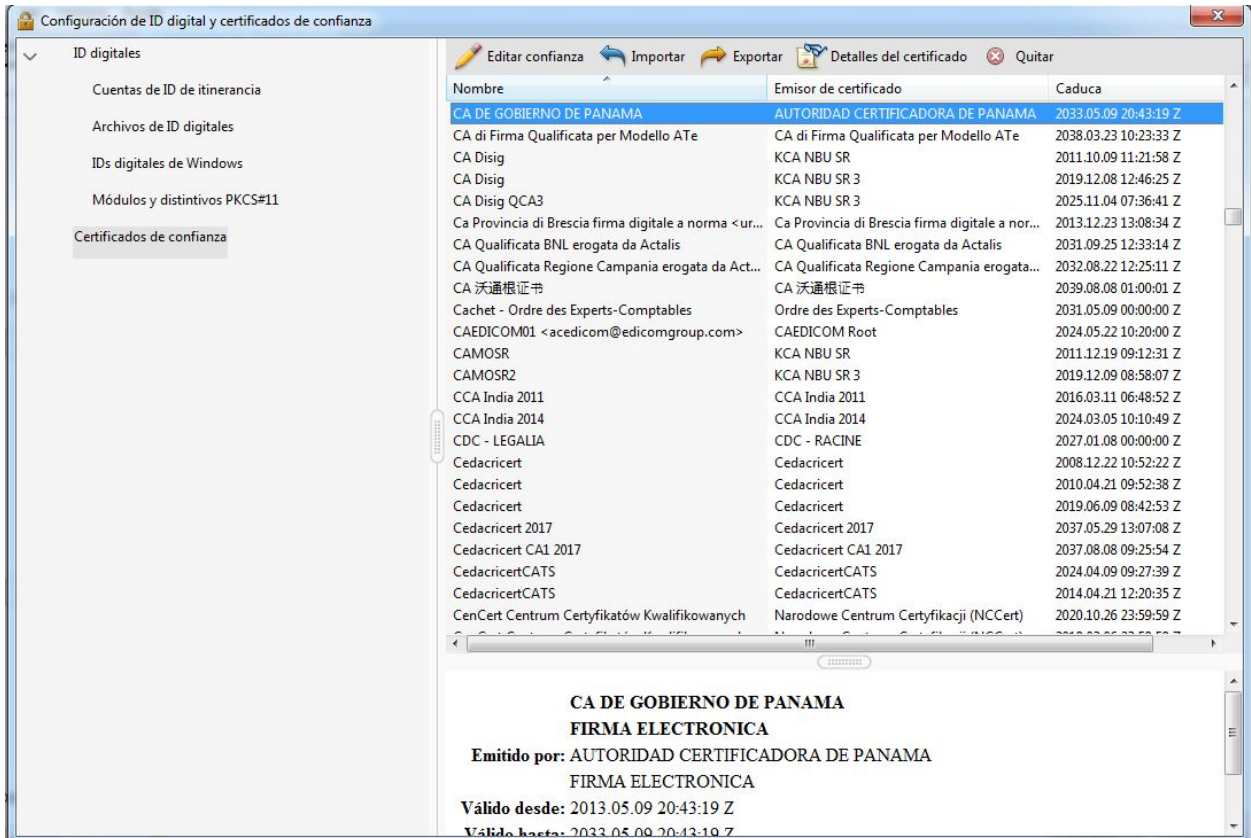 Configuración de ID digital y certificados de confianza
ID digitales
Cuentas de ID de itinerancia
Archivos de ID digitales
IDs digitales de Windows
Módulos y distintivos PKCS#11
Certificados de confianza
Editar confianza Importar Exportar Detalles del certificado Quitar
Nombre Emisor de certificado Caduca
CA DE GOBIERNO DE PANAMA AUTORIDAD CERTIFICADORA DE PANAMA 2033.05.09 20:43:19 Z
CA di Firma Qualificata per Modello ATe CA di Firma Qualificata per Modello ATe 2038.03.23 10:23:33 Z
CA Disig KCA NBU SR 2011.10.09 11:21:58 Z
CA Disig KCA NBU SR 3 2019.12.08 12:46:25 Z
CA Disig QCA3 KCA NBU SR 3 2025.11.04 07:36:41 Z
Ca Provincia di Brescia firma digitale a norma <ur... Ca Provincia di Brescia firma digitale a nor... 2013.12.23 13:08:34 Z
CA Qualificata BNL erogata da Actalis CA Qualificata BNL erogata da Actalis 2031.09.25 12:33:14 Z
CA Qualificata Regione Campania erogata da Act... CA Qualificata Regione Campania erogata... 2032.08.22 12:25:11 Z
CA 沃通根证书 CA 沃通根证书 2039.08.08 01:00:01 Z
Cachet - Ordre des Experts-Comptables Ordre des Experts-Comptables 2031.05.09 00:00:00 Z
CAEDICOM01 <acedicom@edicomgroup.com> CAEDICOM Root 2024.05.22 10:20:00 Z
CAMOSR KCA NBU SR 2011.12.19 09:12:31 Z
CAMOSR2 KCA NBU SR 3 2019.12.09 08:58:07 Z
CCA India 2011 CCA India 2011 2016.03.11 06:48:52 Z
CCA India 2014 CCA India 2014 2024.03.05 10:10:49 Z
CDC - LEGALIA CDC - RACINE 2027.01.08 00:00:00 Z
Cedacricert Cedacricert 2008.12.22 10:52:22 Z
Cedacricert Cedacricert 2010.04.21 09:52:38 Z
Cedacricert Cedacricert 2019.06.09 08:42:53 Z
Cedacricert 2017 Cedacricert 2017 2037.05.29 13:07:08 Z
Cedacricert CA1 2017 Cedacricert CA1 2017 2037.08.08 09:25:54 Z
CedacricertCATS CedacricertCATS 2024.04.09 09:27:39 Z
CedacricertCATS CedacricertCATS 2014.04.21 12:20:35 Z
CenCert Centrum Certyfikatów Kwalifikowanych Narodowe Centrum Certyfikacji (NCCert) 2020.10.26 23:59:59 Z
CA DE GOBIERNO DE PANAMA
FIRMA ELECTRONICA
Emitido por: AUTORIDAD CERTIFICADORA DE PANAMA
FIRMA ELECTRONICA
Válido desde: 2013.05.09 20:43:19 Z
Válido hasta: 2033.05.09 20:43:19 Z